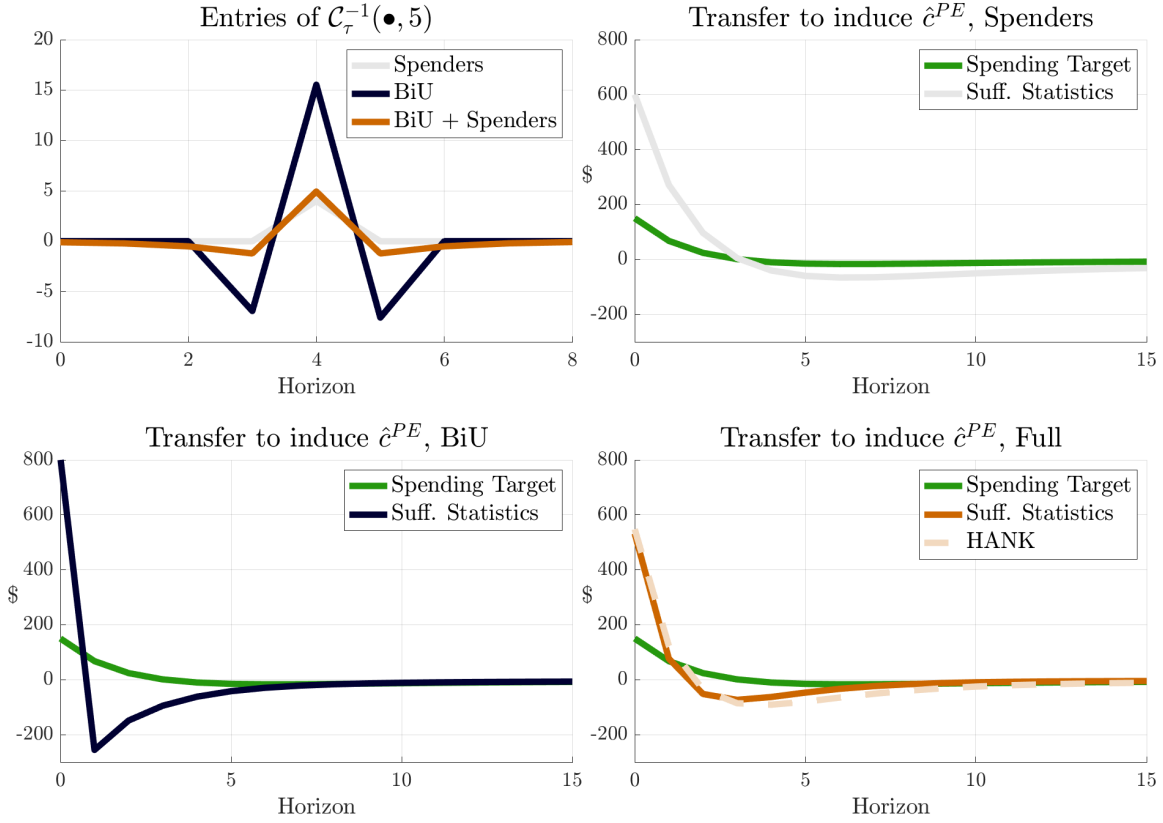 Entries of $\mathcal{C}_{\tau}^{-1}(\bullet, 5)$
20
15
10
5
0
-5
-10
0
2
4
6
8
Horizon
Spenders
BiU
BiU + Spenders
Transfer to induce $\hat{c}^{PE}$, Spenders
800
600
400
200
0
-200
$
0
5
10
15
Horizon
Spending Target
Suff. Statistics
Transfer to induce $\hat{c}^{PE}$, BiU
800
600
400
200
0
-200
$
0
5
10
15
Horizon
Spending Target
Suff. Statistics
Transfer to induce $\hat{c}^{PE}$, Full
800
600
400
200
0
-200
$
0
5
10
15
Horizon
Spending Target
Suff. Statistics
HANK